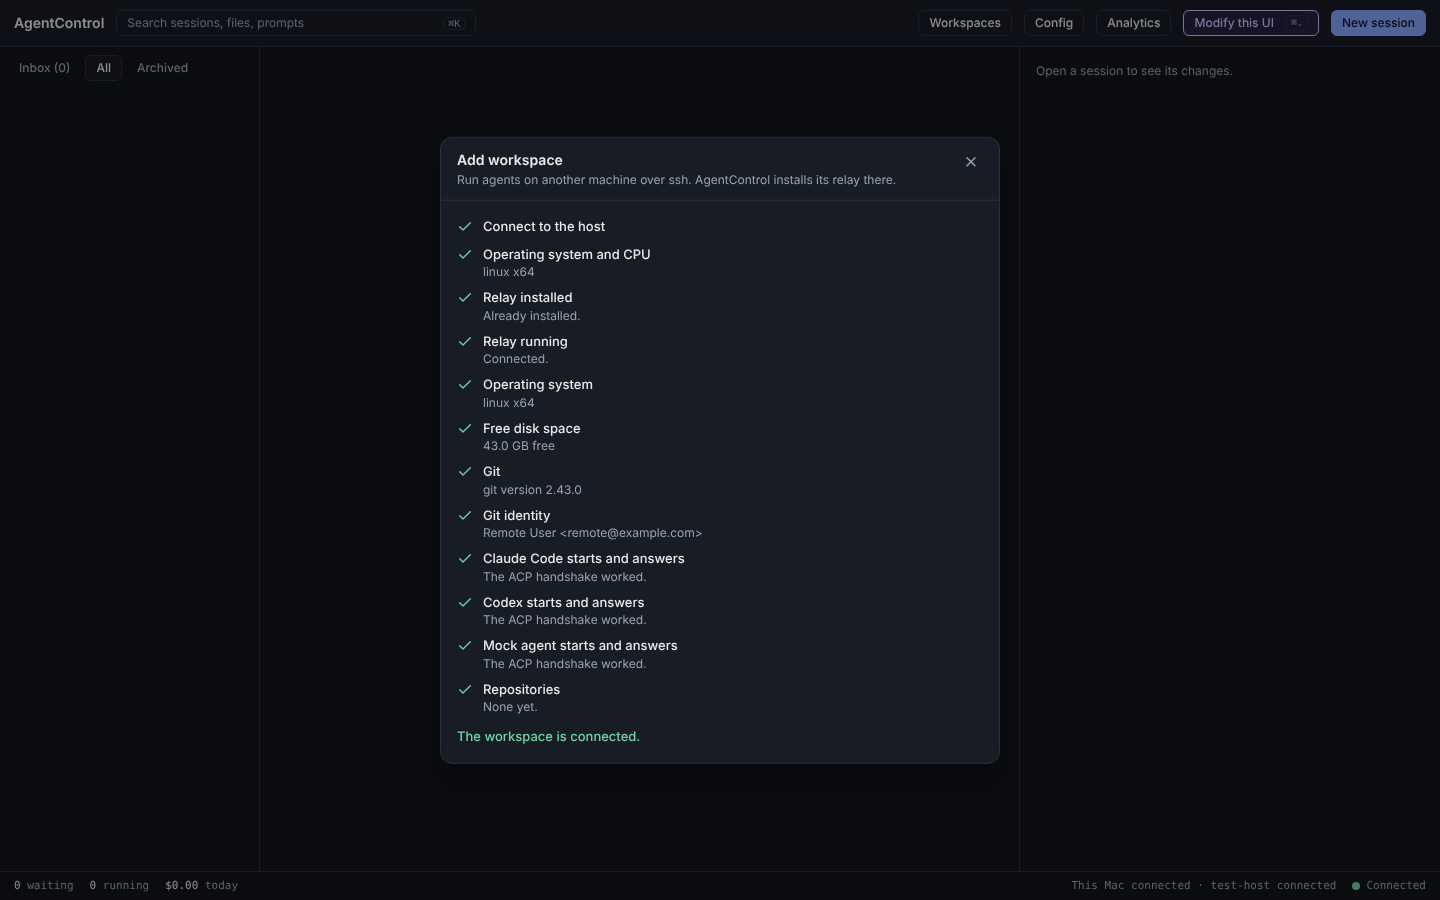 AgentControl
Search sessions, files, prompts
⌘K
Workspaces
Config
Analytics
Modify this UI ⌘.
New session
Inbox (0)
All
Archived
Open a session to see its changes.
Add workspace
Run agents on another machine over ssh. AgentControl installs its relay there.
Connect to the host
Operating system and CPU
linux x64
Relay installed
Already installed.
Relay running
Connected.
Operating system
linux x64
Free disk space
43.0 GB free
Git
git version 2.43.0
Git identity
Remote User <remote@example.com>
Claude Code starts and answers
The ACP handshake worked.
Codex starts and answers
The ACP handshake worked.
Mock agent starts and answers
The ACP handshake worked.
Repositories
None yet.
The workspace is connected.
0 waiting 0 running $0.00 today
This Mac connected · test-host connected
Connected